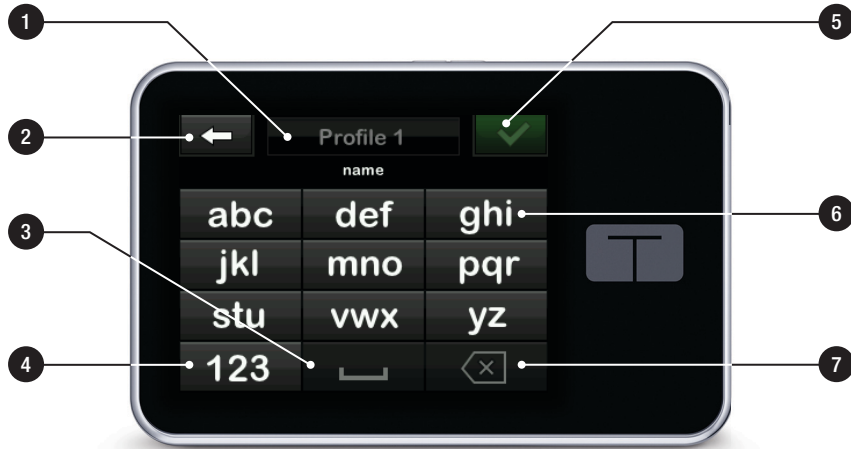 1
5
2
Profile 1
name
abc def ghi
6
3
jkl mno pqr
stu vwx yz
4
123
7